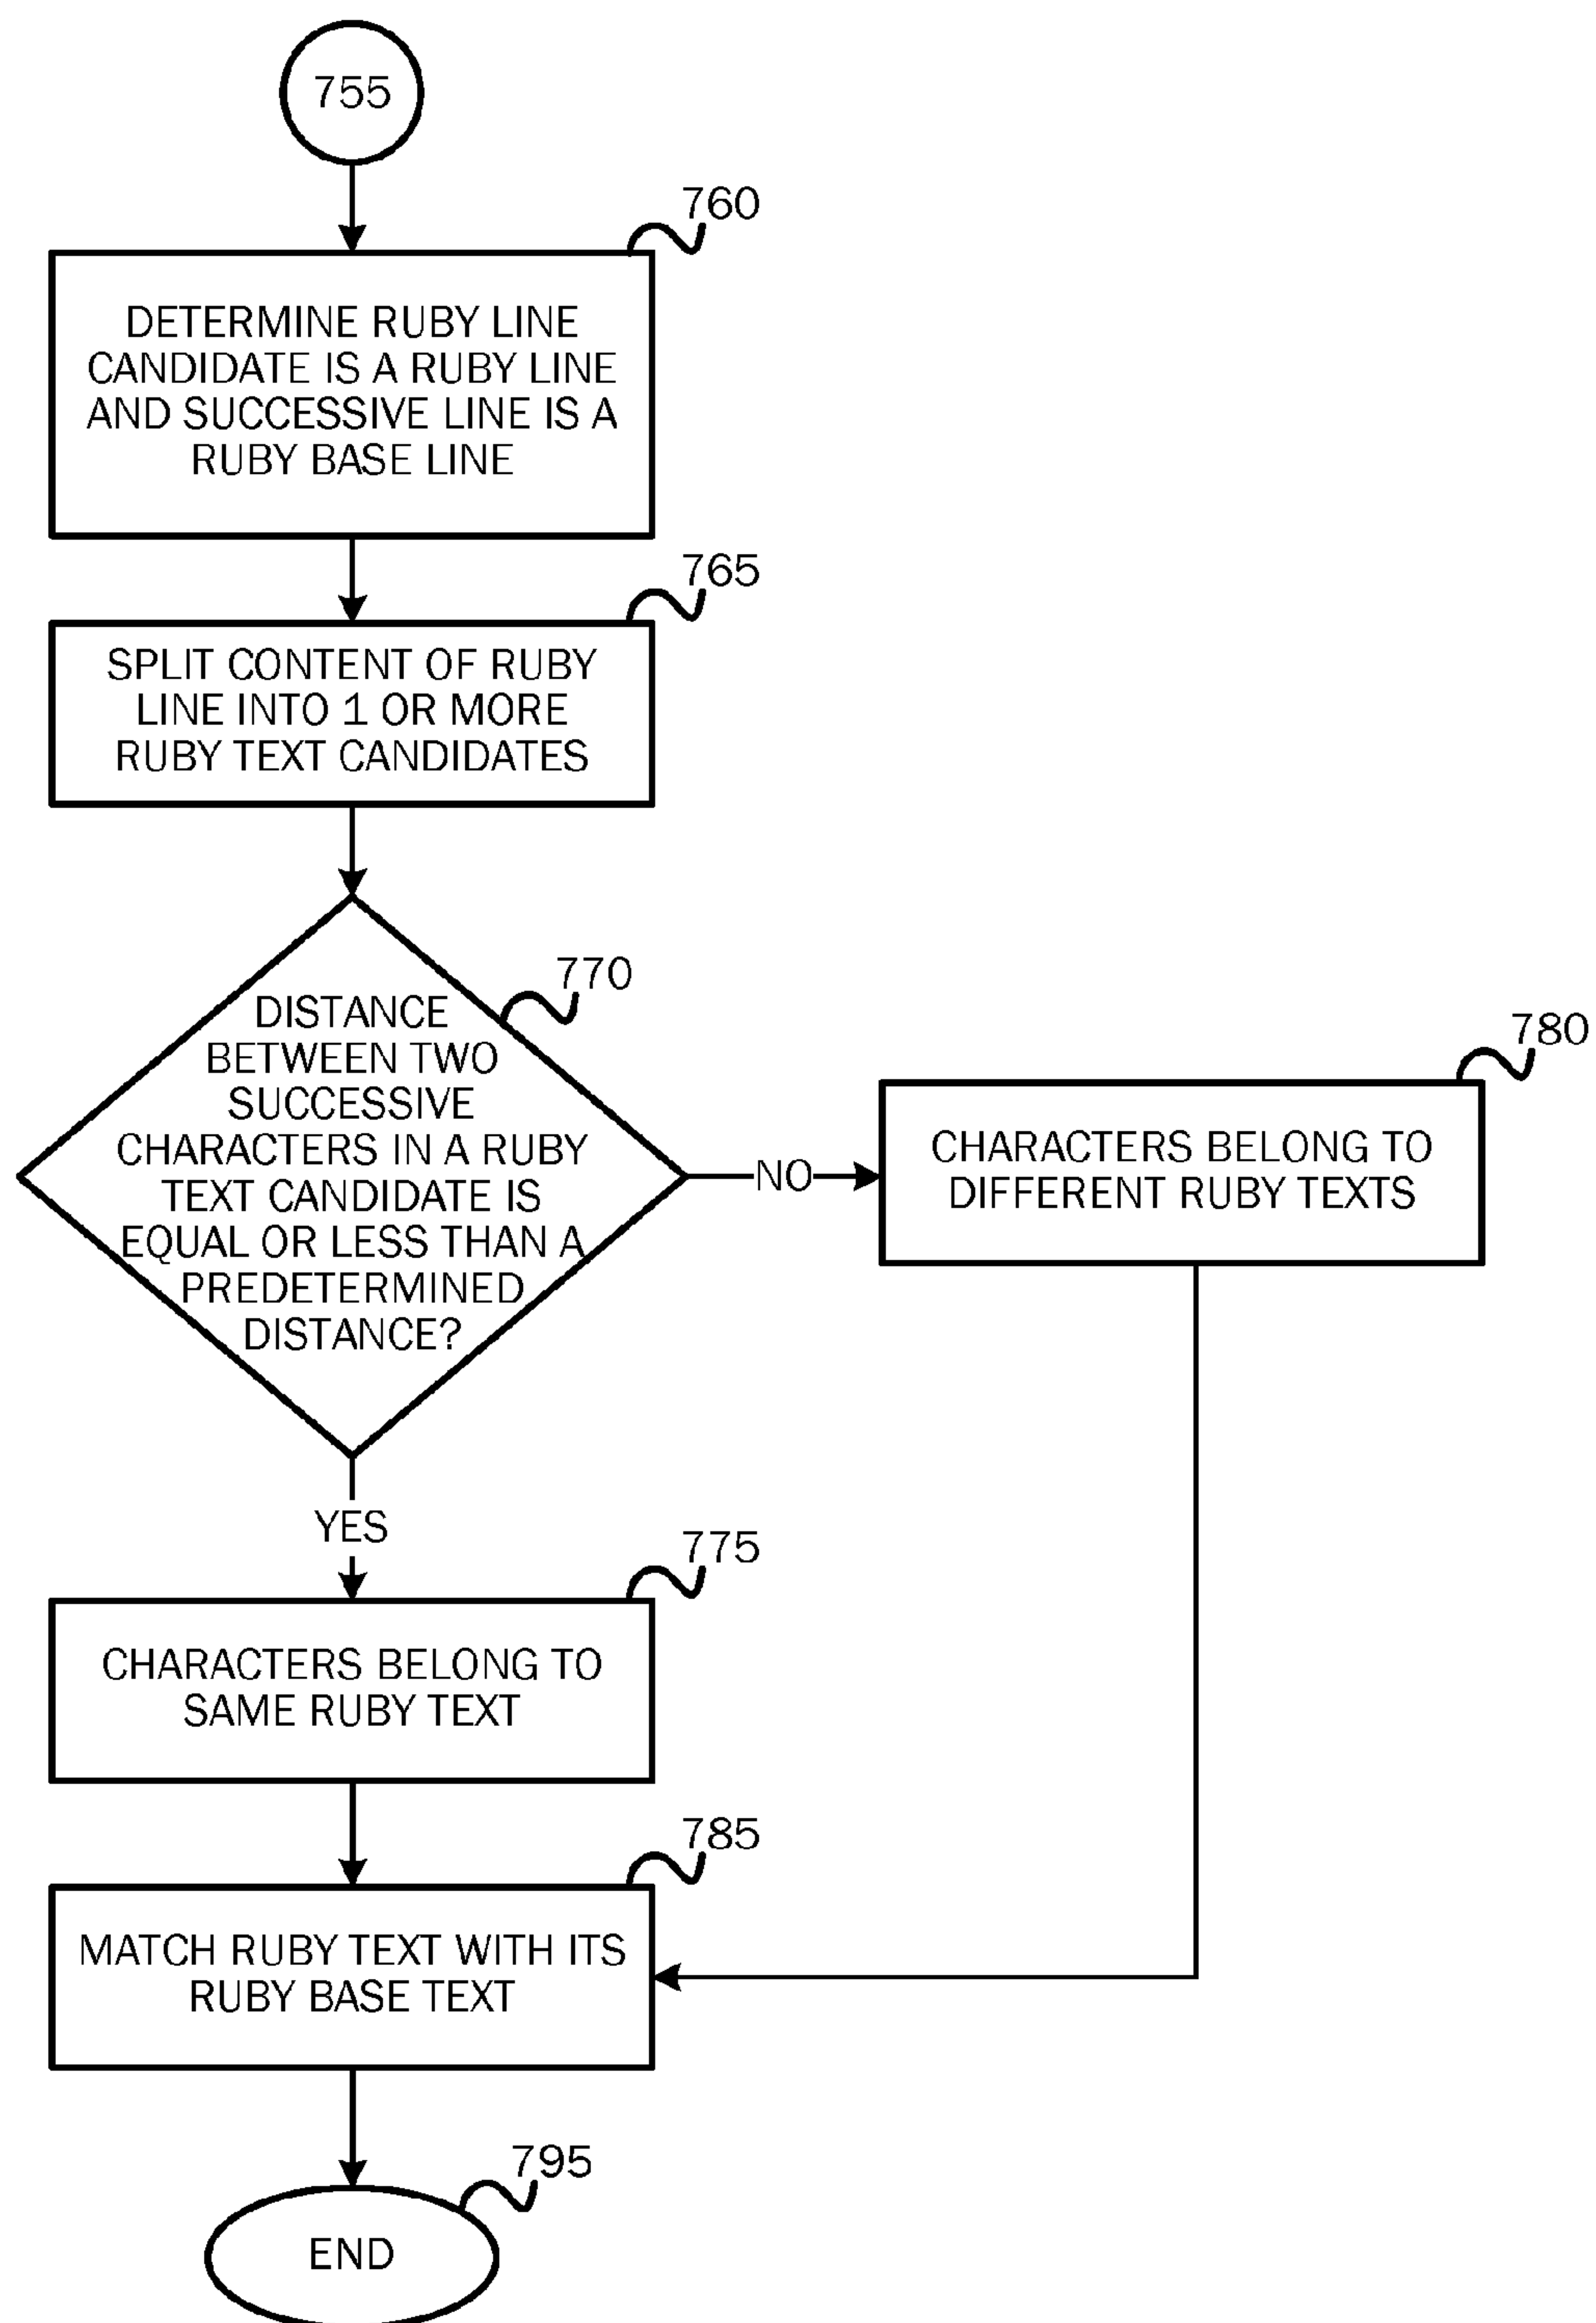 755
760
DETERMINE RUBY LINE
CANDIDATE IS A RUBY LINE
AND SUCCESSIVE LINE IS A
RUBY BASE LINE
765
SPLIT CONTENT OF RUBY
LINE INTO 1 OR MORE
RUBY TEXT CANDIDATES
770
DISTANCE
BETWEEN TWO
SUCCESSIVE
CHARACTERS IN A RUBY
TEXT CANDIDATE IS
EQUAL OR LESS THAN A
PREDETERMINED
DISTANCE?
NO
780
CHARACTERS BELONG TO
DIFFERENT RUBY TEXTS
YES
775
CHARACTERS BELONG TO
SAME RUBY TEXT
785
MATCH RUBY TEXT WITH ITS
RUBY BASE TEXT
795
END